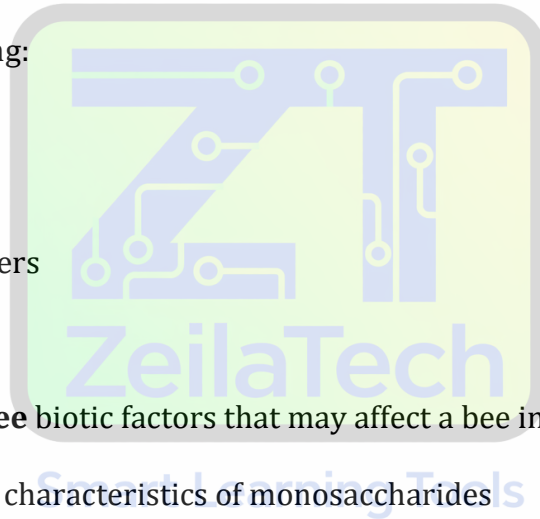 ng:
ers
ZeilaTech
ee biotic factors that may affect a bee in
Smart Learning Tools
characteristics of monosaccharides